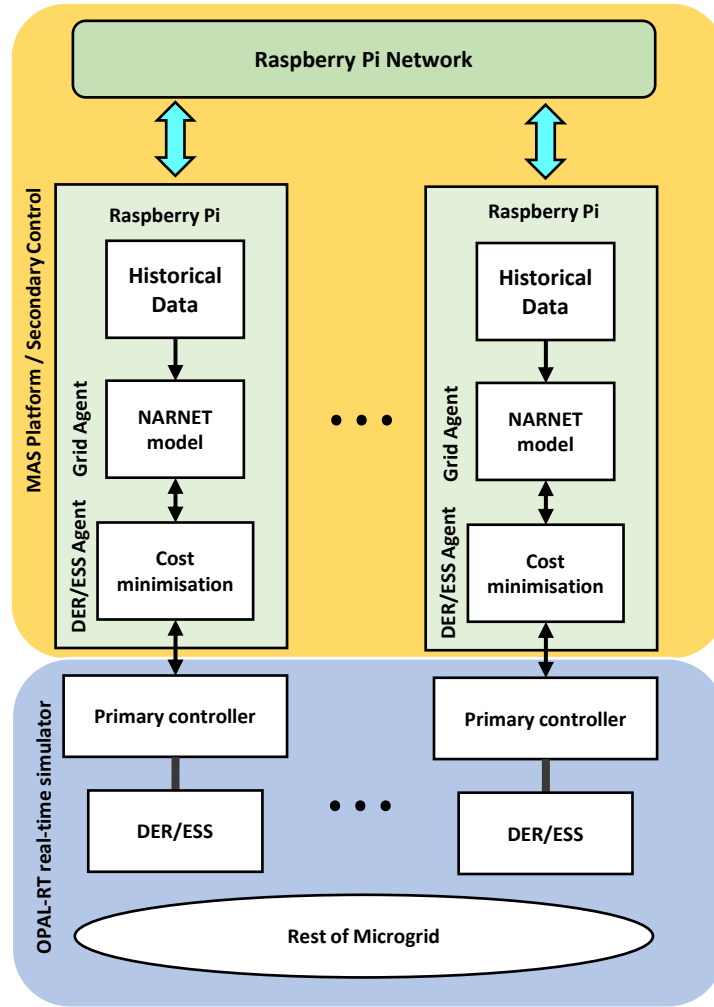 Raspberry Pi Network
MAS Platform / Secondary Control
Raspberry Pi
Historical
Data
Grid Agent
NARNET
model
DER/ESS Agent
Cost
minimisation
• • •
Raspberry Pi
Historical
Data
Grid Agent
NARNET
model
DER/ESS Agent
Cost
minimisation
OPAL-RT real-time simulator
Primary controller
DER/ESS
• • •
Primary controller
DER/ESS
Rest of Microgrid